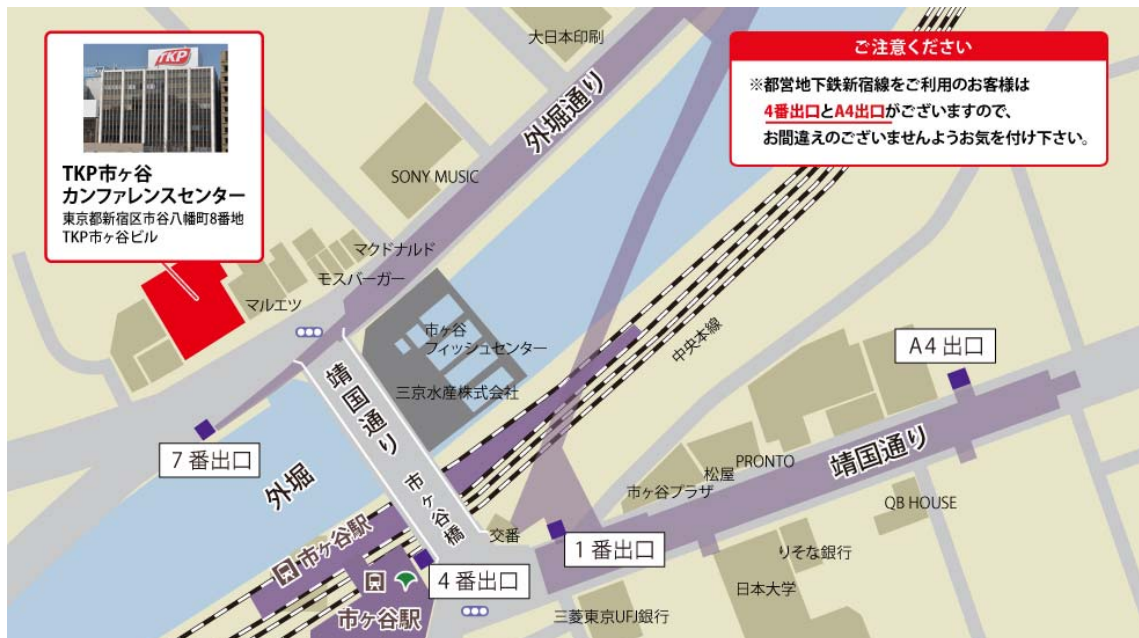 TKP
TKP市ヶ谷
カンファレンスセンター
東京都新宿区市谷八幡町8番地
TKP市ヶ谷ビル
ご注意ください
※都営地下鉄新宿線をご利用のお客様は
4番出口とA4出口がございますので、
お間違えのございませんようお気を付け下さい。
大日本印刷
外堀通り
SONY MUSIC
マクドナルド
モスバーガー
マルエツ
市ヶ谷
フィッシュセンター
三京水産株式会社
中央本線
A4出口
靖国通り
7番出口
外堀
市ヶ谷橋
靖国通り
PRONTO
松屋
市ヶ谷プラザ
QB HOUSE
交番
1番出口
りそな銀行
市ヶ谷駅
4番出口
日本大学
市ヶ谷駅
三菱東京UFJ銀行